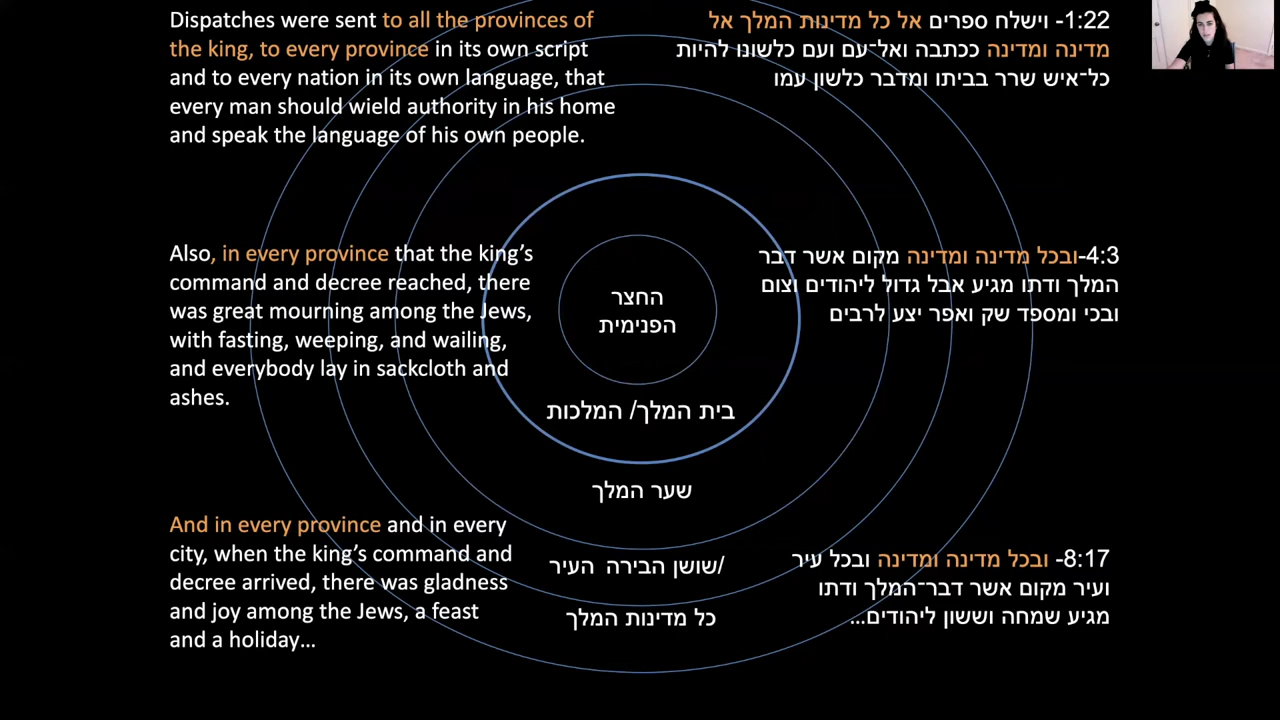 Dispatches were sent to all the provinces of
the king, to every province in its own script
and to every nation in its own language, that
every man should wield authority in his home
and speak the language of his own people.
1:22- וישלח ספרים אל כל מדינות המלך אל
מדינה ומדינה ככתבה ואל־עם ועם כלשונו להיות
כל־איש שרר בביתו ומדבר כלשון עמו
Also, in every province that the king’s
command and decree reached, there
was great mourning among the Jews,
with fasting, weeping, and wailing,
and everybody lay in sackcloth and
ashes.
החצר
הפנימית
4:3-ובכל מדינה ומדינה מקום אשר דבר
המלך ודתו מגיע אבל גדול ליהודים וצום
ובכי ומספד שק ואפר יצע לרבים
בית המלך/ המלכות
שער המלך
And in every province and in every
city, when the king’s command and
decree arrived, there was gladness
and joy among the Jews, a feast
and a holiday…
/שושן הבירה העיר
כל מדינות המלך
8:17- ובכל מדינה ומדינה ובכל עיר
ועיר מקום אשר דבר־המלך ודתו
מגיע שמחה וששון ליהודים…